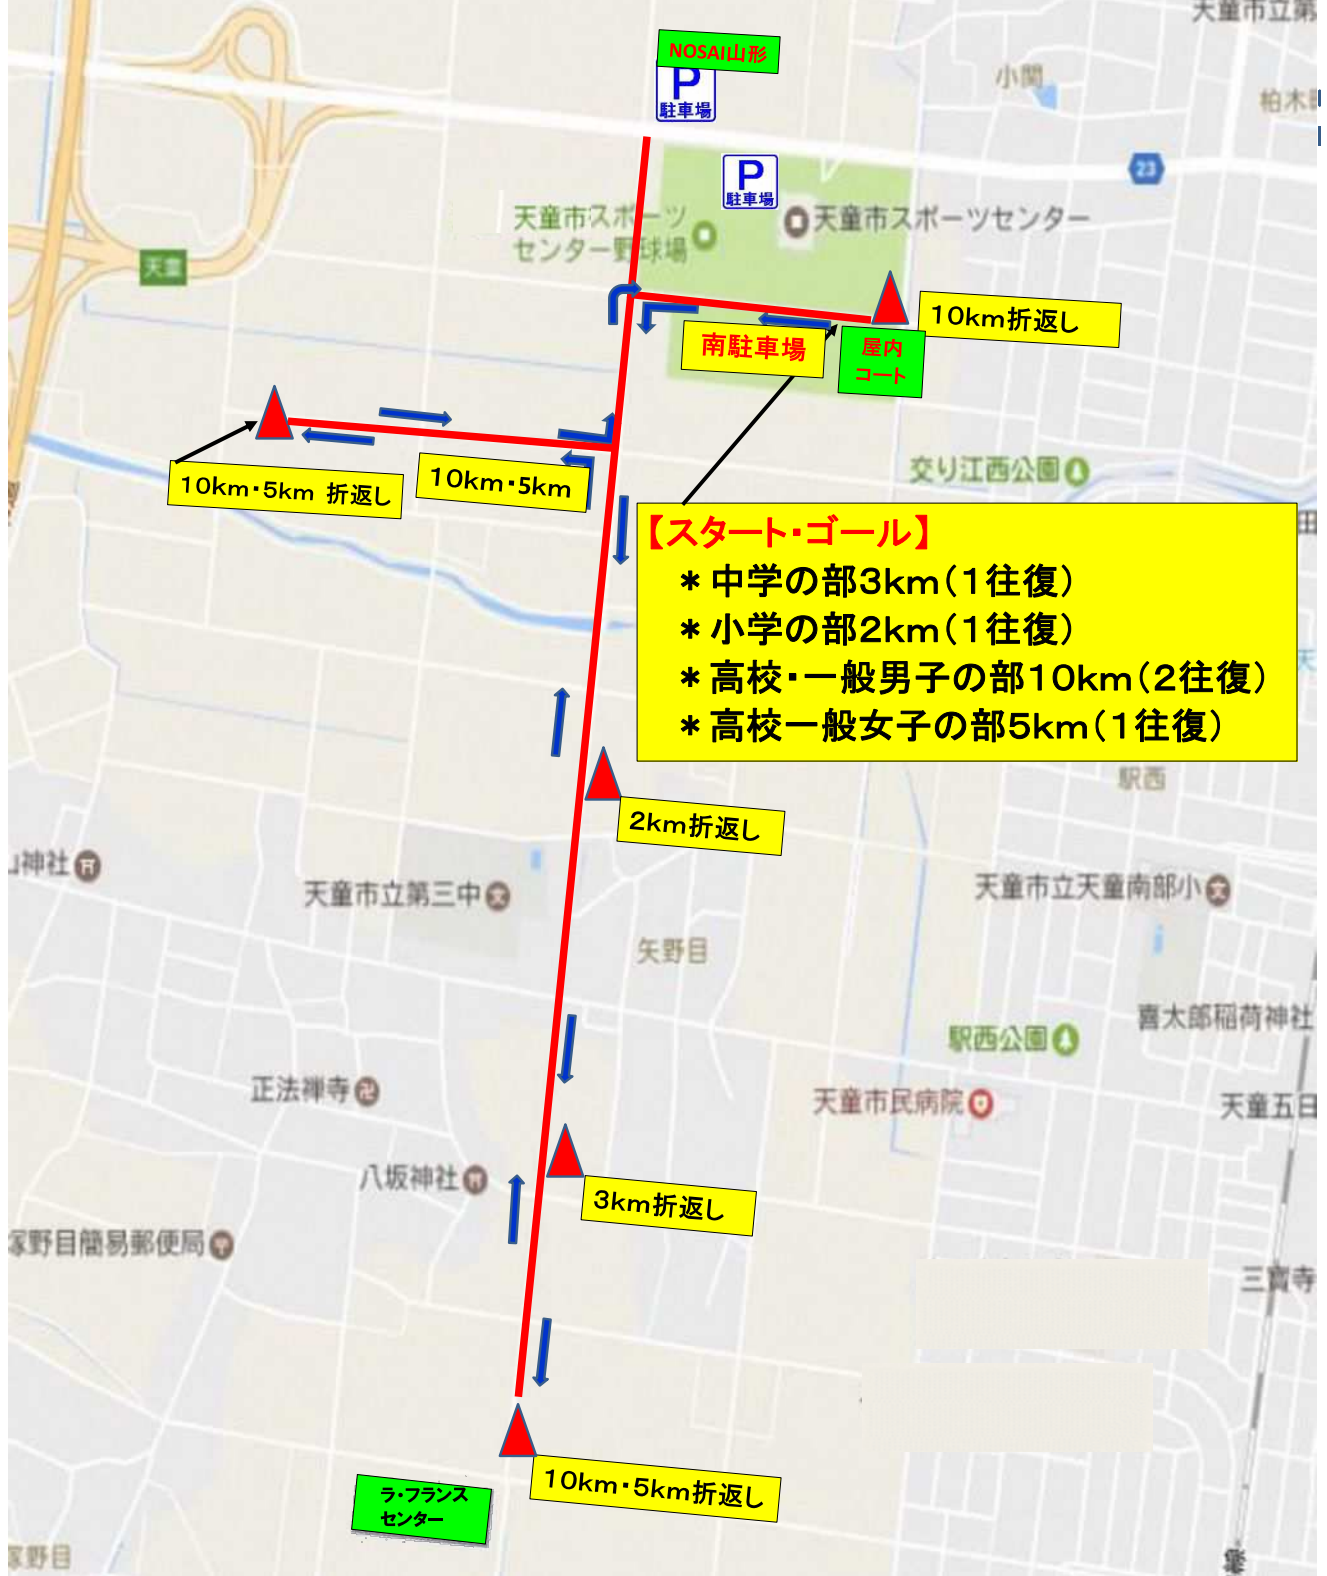 天童市立第
NOSAI山形
P
駐車場
小関
柏木
23
P
駐車場
天童市スポーツ
センター野球場
天童市スポーツセンター
天童
10km折返し
南駐車場
屋内
コート
10km・5km 折返し
10km・5km
交り江西公園
田
【スタート・ゴール】
＊中学の部3km（1往復）
＊小学の部2km（1往復）
＊高校・一般男子の部10km（2往復）
＊高校一般女子の部5km（1往復）
天
駅西
2km折返し
山神社
天童市立第三中
文
天童市立天童南部小
文
矢野目
喜太郎稲荷神社
駅西公園
正法禅寺
天童市民病院
天童五日
八坂神社
3km折返し
塚野目簡易郵便局
三寶寺
10km・5km折返し
ラ・フランス
センター
塚野目